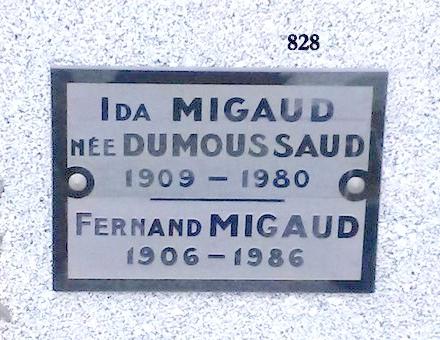 828
IDA MIGAUD
NÉE DUMOUSSAUD
1909 - 1980
FERNAND MIGAUD
1906 - 1986